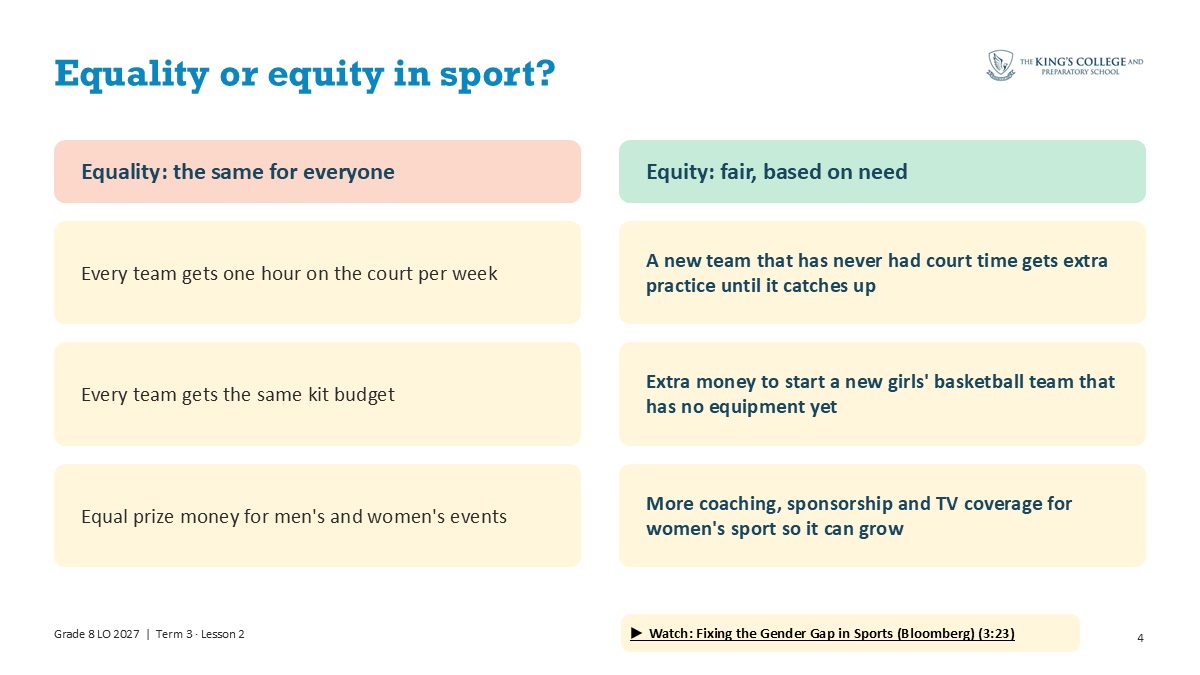 Equality or equity in sport?
THE KING'S COLLEGE AND
PREPARATORY SCHOOL
Equality: the same for everyone
Equity: fair, based on need
Every team gets one hour on the court per week
A new team that has never had court time gets extra
practice until it catches up
Every team gets the same kit budget
Extra money to start a new girls' basketball team that
has no equipment yet
Equal prize money for men's and women's events
More coaching, sponsorship and TV coverage for
women's sport so it can grow
Grade 8 LO 2027 | Term 3 · Lesson 2
▶ Watch: Fixing the Gender Gap in Sports (Bloomberg) (3:23)
4